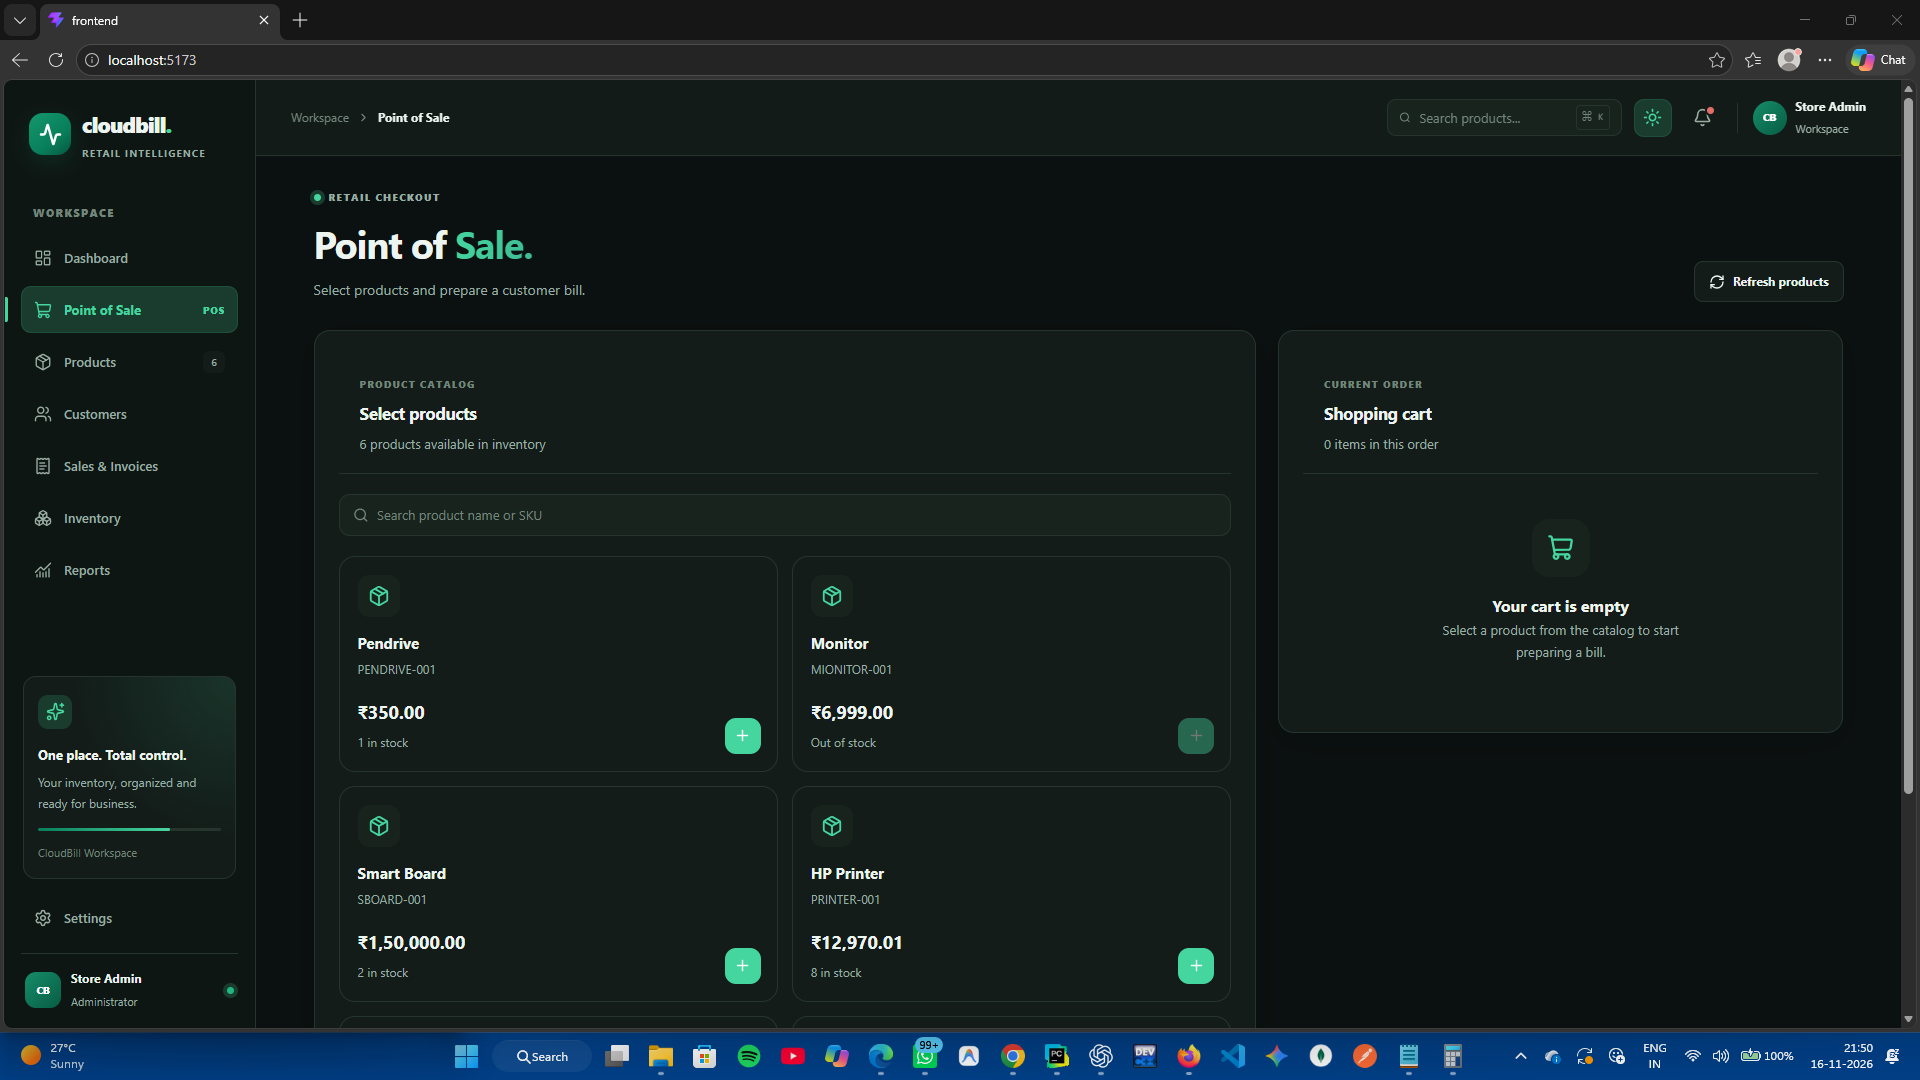 frontend
localhost:5173
Chat
cloudbill.
RETAIL INTELLIGENCE
WORKSPACE
Dashboard
Point of Sale POS
Products 6
Customers
Sales & Invoices
Inventory
Reports
One place. Total control.
Your inventory, organized and
ready for business.
CloudBill Workspace
Settings
CB
Store Admin
Administrator
Workspace > Point of Sale
Search products... ⌘ K
CB
Store Admin
Workspace
RETAIL CHECKOUT
Point of Sale.
Select products and prepare a customer bill.
Refresh products
PRODUCT CATALOG
Select products
6 products available in inventory
Search product name or SKU
Pendrive
PENDRIVE-001
₹350.00
1 in stock
Monitor
MIONITOR-001
₹6,999.00
Out of stock
Smart Board
SBOARD-001
₹1,50,000.00
2 in stock
HP Printer
PRINTER-001
₹12,970.01
8 in stock
CURRENT ORDER
Shopping cart
0 items in this order
Your cart is empty
Select a product from the catalog to start
preparing a bill.
27°C
Sunny
Search
99+
PC
DEV
ENG
IN
100%
21:50
16-11-2026